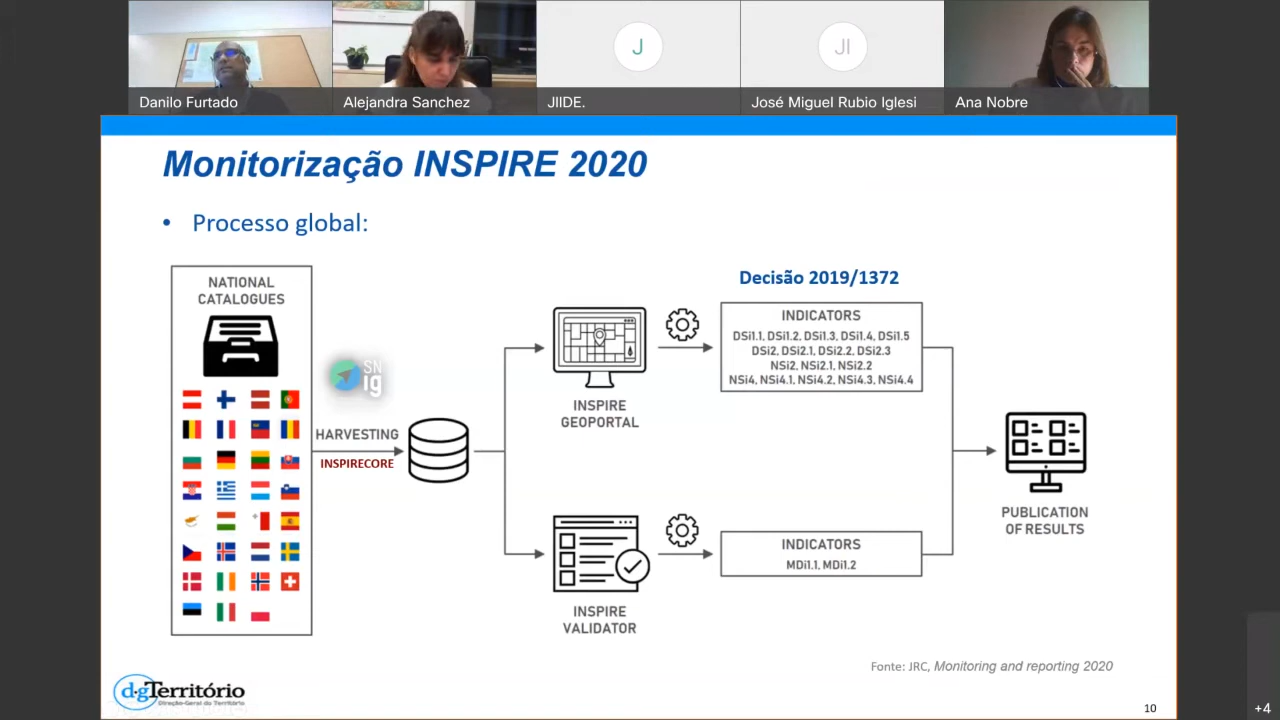 Danilo Furtado
Alejandra Sanchez
J
JIIDE.
JI
José Miguel Rubio Iglesi
Ana Nobre
Monitorização INSPIRE 2020
• Processo global:
NATIONAL
CATALOGUES
SN
ig
HARVESTING
INSPIRECORE
INSPIRE
GEOPORTAL
Decisão 2019/1372
INDICATORS
DSi1.1, DSi1.2, DSi1.3, DSi1.4, DSi1.5
DSi2, DSi2.1, DSi2.2, DSi2.3
NSi2, NSi2.1, NSi2.2
NSi4, NSi4.1, NSi4.2, NSi4.3, NSi4.4
INSPIRE
VALIDATOR
INDICATORS
MDi1.1, MDi1.2
PUBLICATION
OF RESULTS
Fonte: JRC, Monitoring and reporting 2020
d·gTerritório
Direção-Geral do Território
10
+4